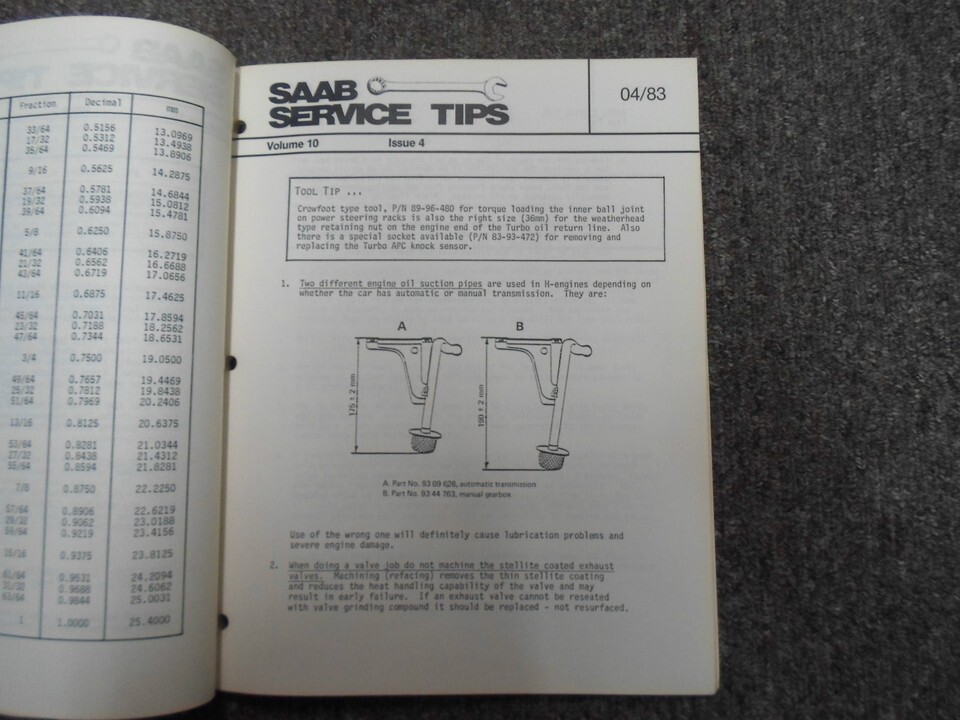 Fraction Decimal mm
33/64 0.5156 13.0969
17/32 0.5312 13.4938
35/64 0.5469 13.8906
9/16 0.5625 14.2875
37/64 0.5781 14.6844
19/32 0.5938 15.0812
39/64 0.6094 15.4781
5/8 0.6250 15.8750
41/64 0.6406 16.2719
21/32 0.6562 16.6688
43/64 0.6719 17.0656
11/16 0.6875 17.4625
45/64 0.7031 17.8594
23/32 0.7188 18.2562
47/64 0.7344 18.6531
3/4 0.7500 19.0500
49/64 0.7657 19.4469
25/32 0.7812 19.8438
51/64 0.7969 20.2406
13/16 0.8125 20.6375
53/64 0.8281 21.0344
27/32 0.8438 21.4312
55/64 0.8594 21.8281
7/8 0.8750 22.2250
57/64 0.8906 22.6219
29/32 0.9062 23.0188
59/64 0.9219 23.4156
15/16 0.9375 23.8125
61/64 0.9531 24.2094
31/32 0.9688 24.6062
63/64 0.9844 25.0031
1 1.0000 25.4000
SAAB
SERVICE TIPS
04/83
Volume 10 Issue 4
TOOL TIP ...
Crowfoot type tool, P/N 89-96-480 for torque loading the inner ball joint
on power steering racks is also the right size (36mm) for the weatherhead
type retaining nut on the engine end of the Turbo oil return line. Also
there is a special socket available (P/N 83-93-472) for removing and
replacing the Turbo APC knock sensor.
1. Two different engine oil suction pipes are used in H-engines depending on
whether the car has automatic or manual transmission. They are:
A B
175 ± 2 mm
190 ± 2 mm
A. Part No. 93 09 628, automatic transmission
B. Part No. 93 44 763, manual gearbox
Use of the wrong one will definitely cause lubrication problems and
severe engine damage.
2. When doing a valve job do not machine the stellite coated exhaust
valves. Machining (refacing) removes the thin stellite coating
and reduces the heat handling capability of the valve and may
result in early failure. If an exhaust valve cannot be reseated
with valve grinding compound it should be replaced - not resurfaced.